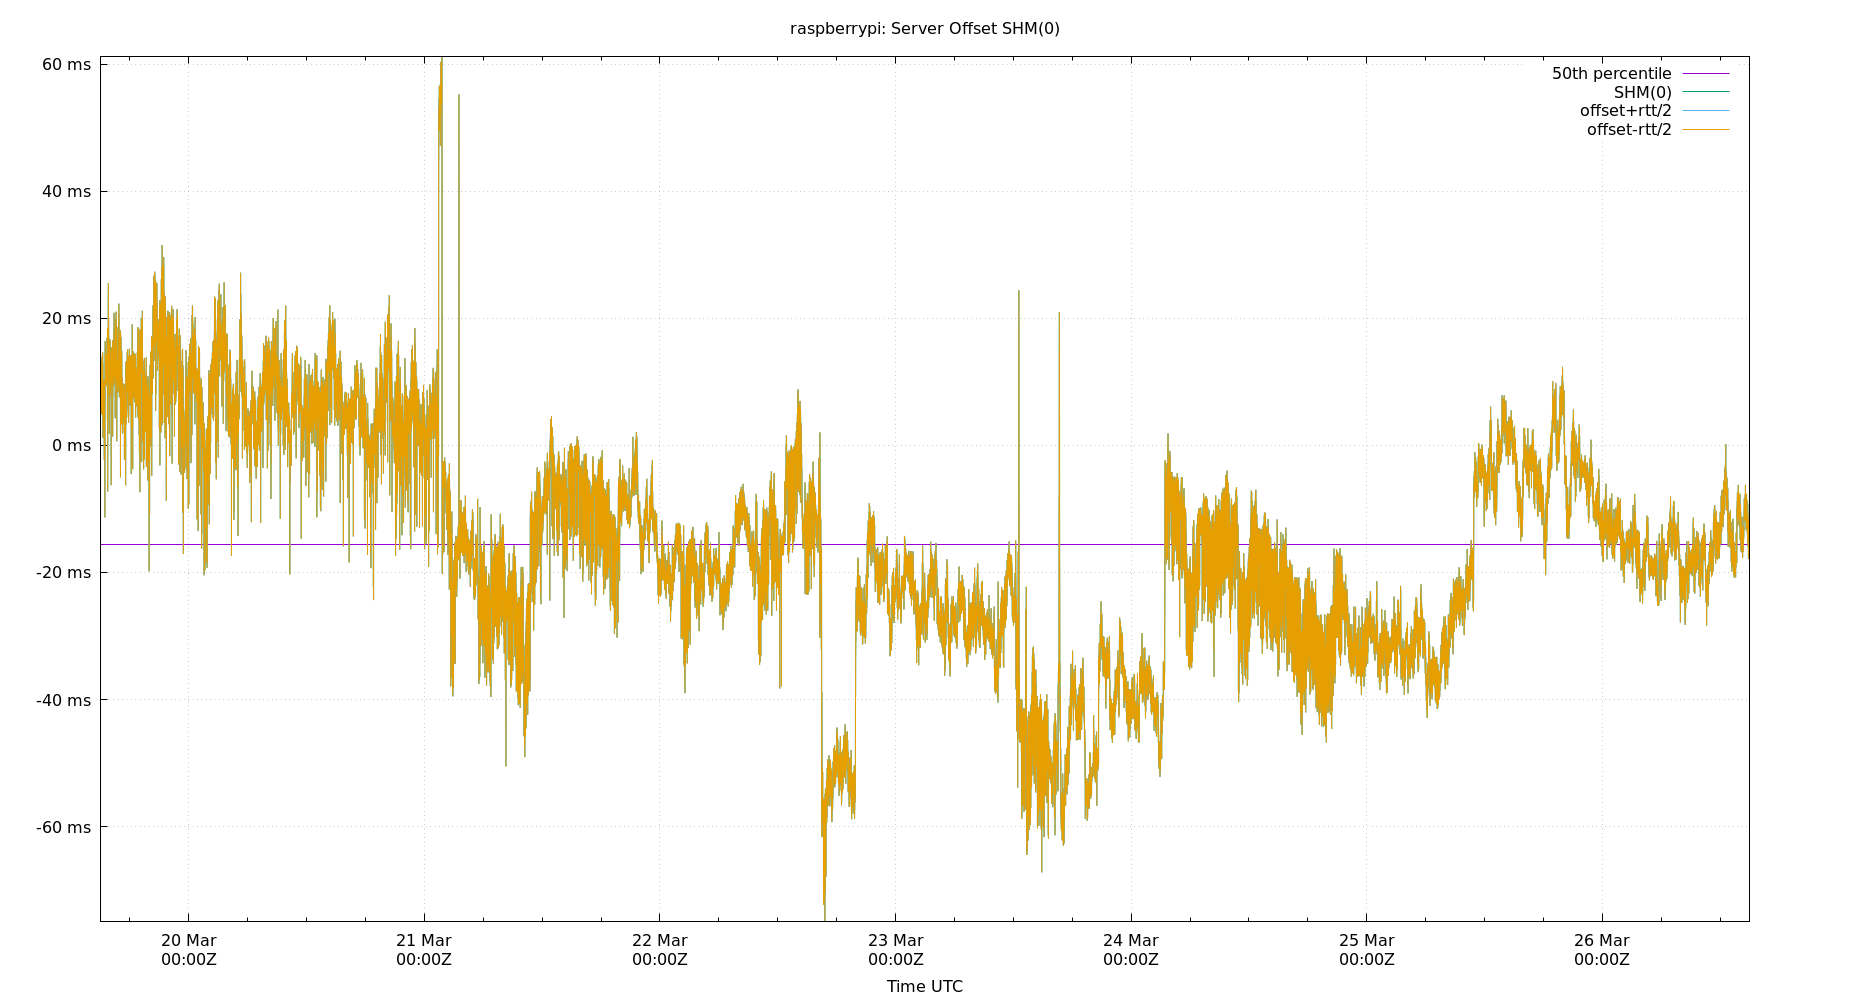 raspberrypi: Server Offset SHM(0)
60 ms
40 ms
20 ms
0 ms
-20 ms
-40 ms
-60 ms
50th percentile
SHM(0)
offset+rtt/2
offset-rtt/2
20 Mar 21 Mar 22 Mar 23 Mar 24 Mar 25 Mar 26 Mar
00:00Z 00:00Z 00:00Z 00:00Z 00:00Z 00:00Z 00:00Z
Time UTC